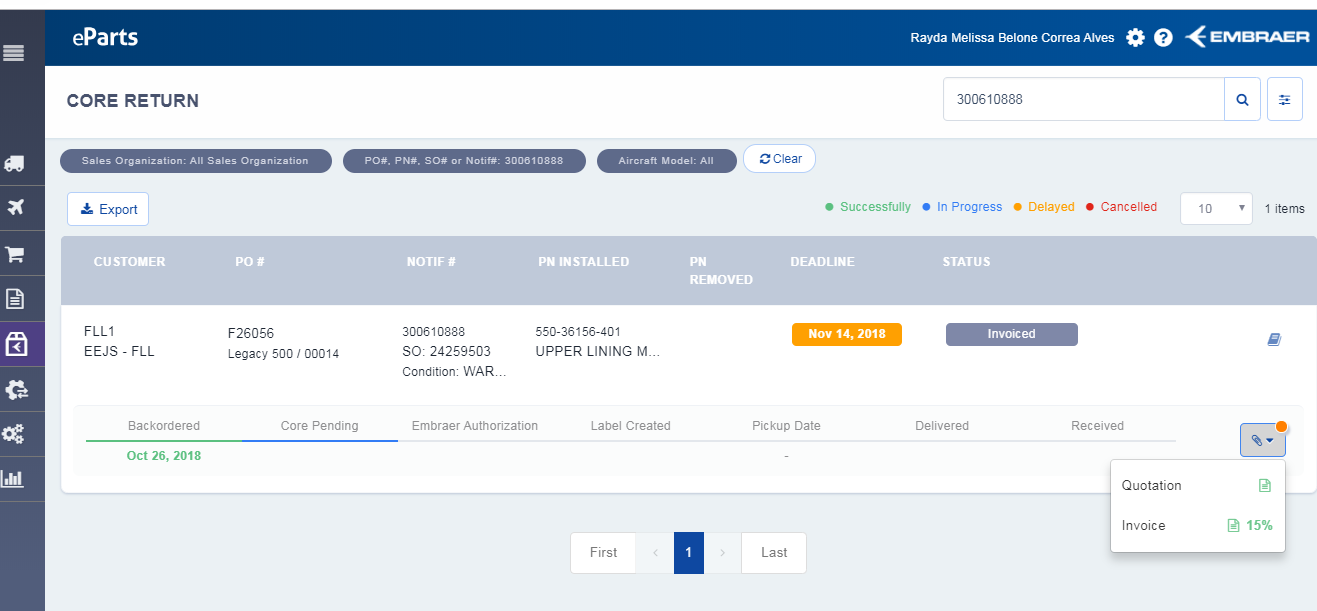 eParts
Rayda Melissa Belone Correa Alves
EMBRAER
CORE RETURN
300610888
Sales Organization: All Sales Organization
PO#, PN#, SO# or Notif#: 300610888
Aircraft Model: All
Clear
Export
Successfully
In Progress
Delayed
Cancelled
10
1 items
CUSTOMER
PO #
NOTIF #
PN INSTALLED
PN
REMOVED
DEADLINE
STATUS
FLL1
EEJS - FLL
F26056
Legacy 500 / 00014
300610888
SO: 24259503
Condition: WAR...
550-36156-401
UPPER LINING M...
Nov 14, 2018
Invoiced
Backordered
Core Pending
Embraer Authorization
Label Created
Pickup Date
Delivered
Received
Oct 26, 2018
-
Quotation
Invoice
15%
First
<
1
>
Last